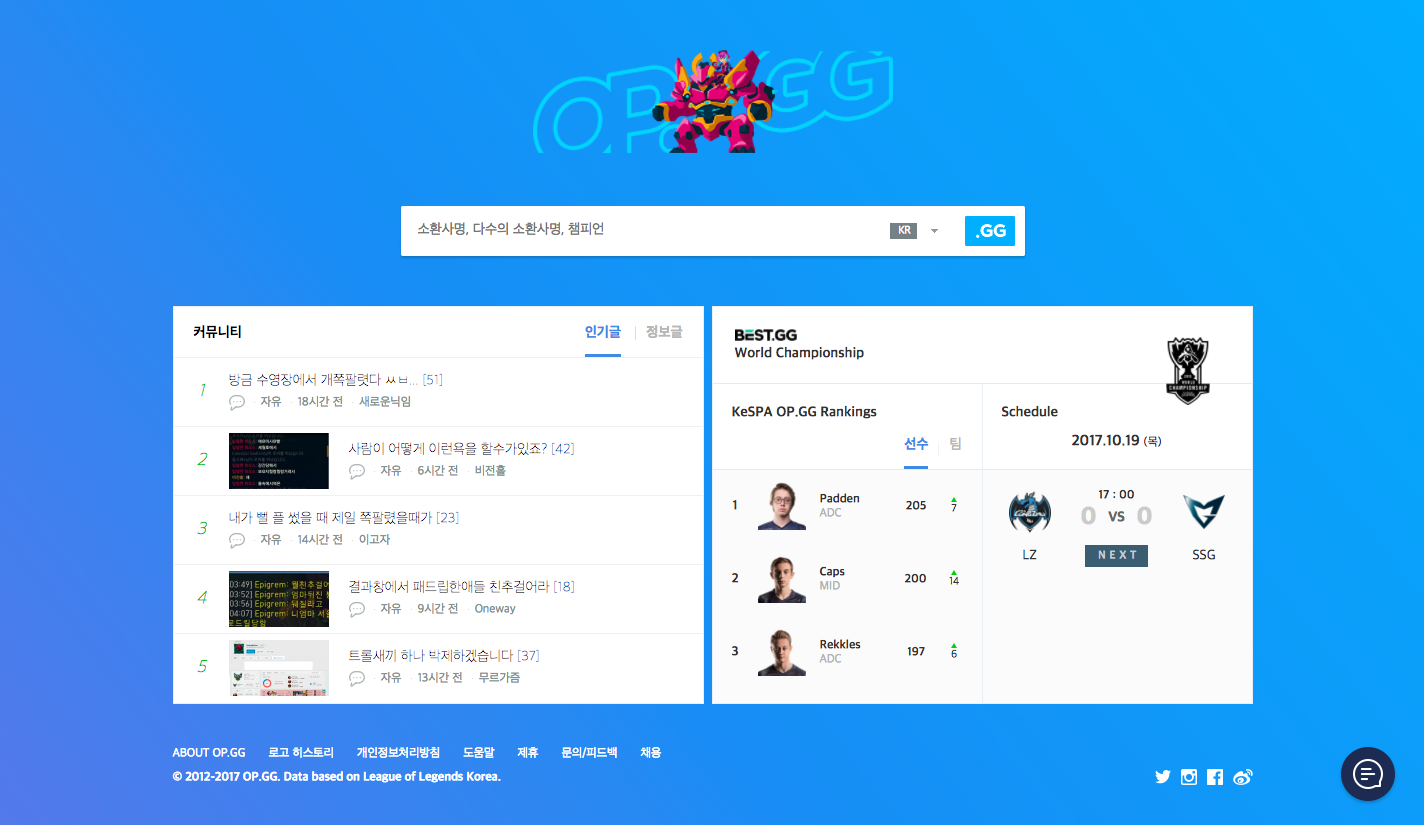 OP.GG
소환사명, 다수의 소환사명, 챔피언
KR
.GG
커뮤니티
인기글
정보글
1
방금 수영장에서 개쪽팔렷다 ㅆㅂ... [51]
자유 · 18시간 전 · 새로운닉임
2
사람이 어떻게 이런욕을 할수가있죠? [42]
자유 · 6시간 전 · 비전홀
3
내가 뻘 플 썼을 때 제일 쪽팔렸을때가 [23]
자유 · 14시간 전 · 이고자
4
03:49] Epigrem:
03:52] Epigrem:
03:56] Epigrem:
04:07] Epigrem:
결과창에서 패드립한애들 친추걸어라 [18]
자유 · 9시간 전 · Oneway
5
트롤새끼 하나 박제하겠습니다 [37]
자유 · 13시간 전 · 무르가즘
BEST.GG
World Championship
WORLD
CHAMPIONSHIP
KeSPA OP.GG Rankings
선수
팀
1
Padden
ADC
205
7
2
Caps
MID
200
14
3
Rekkles
ADC
197
6
Schedule
2017.10.19 (목)
17 : 00
0 VS 0
LZ
NEXT
SSG
ABOUT OP.GG 로고 히스토리 개인정보처리방침 도움말 제휴 문의/피드백 채용
© 2012-2017 OP.GG. Data based on League of Legends Korea.